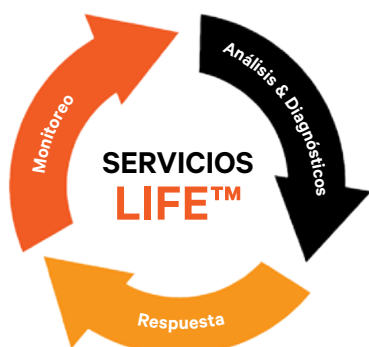 Monitoreo
Análisis & Diagnósticos
SERVICIOS
LIFE™
Respuesta